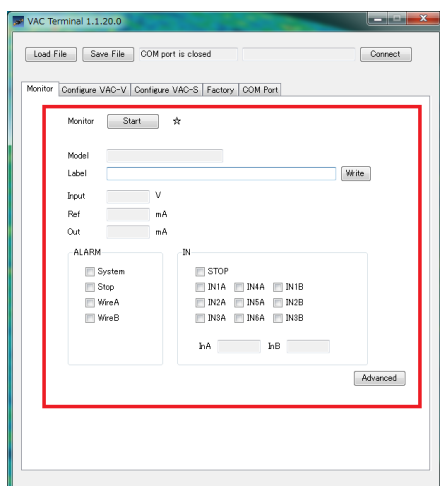 VAC Terminal 1.1.20.0
Load File Save File COM port is closed Connect
Monitor Configure VAC-V Configure VAC-S Factory COM Port
Monitor Start ☆
Model
Label Write
Input V
Ref mA
Out mA
ALARM IN
System STOP
Stop IN1A IN4A IN1B
WireA IN2A IN5A IN2B
WireB IN3A IN6A IN3B
InA InB
Advanced